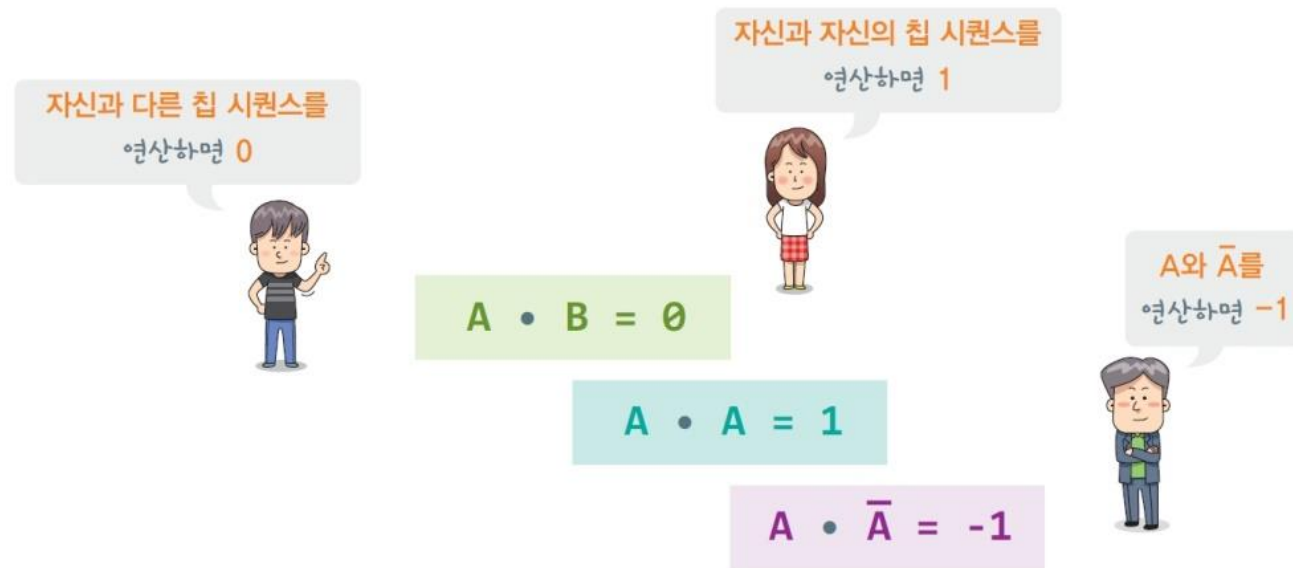 자신과 자신의 칩 시퀀스를
연산하면 1
자신과 다른 칩 시퀀스를
연산하면 0
A와 A̅를
연산하면 -1
A • B = 0
A • A = 1
A • A̅ = -1